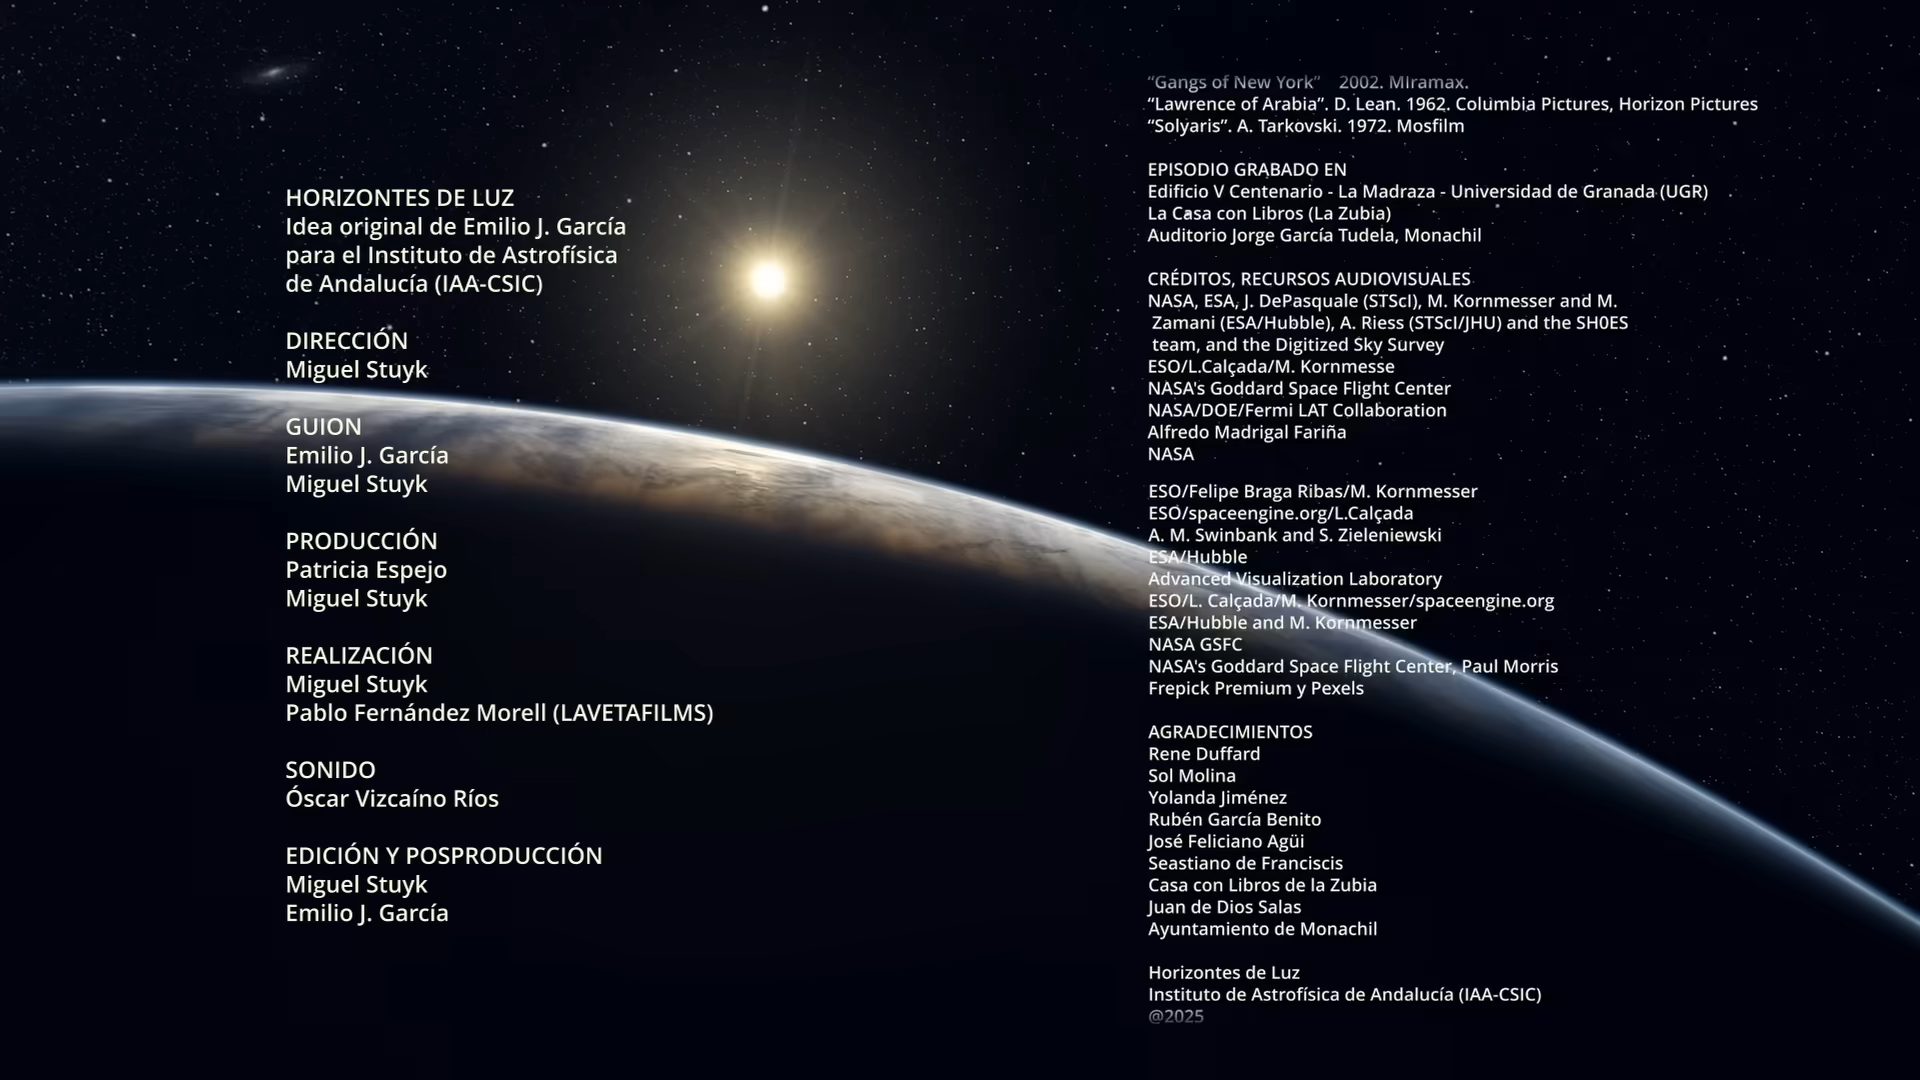 HORIZONTES DE LUZ
Idea original de Emilio J. García
para el Instituto de Astrofísica
de Andalucía (IAA-CSIC)
DIRECCIÓN
Miguel Stuyk
GUION
Emilio J. García
Miguel Stuyk
PRODUCCIÓN
Patricia Espejo
Miguel Stuyk
REALIZACIÓN
Miguel Stuyk
Pablo Fernández Morell (LAVETAFILMS)
SONIDO
Óscar Vizcaíno Ríos
EDICIÓN Y POSPRODUCCIÓN
Miguel Stuyk
Emilio J. García
“Gangs of New York” 2002. MIramax.
“Lawrence of Arabia”. D. Lean. 1962. Columbia Pictures, Horizon Pictures
“Solyaris”. A. Tarkovski. 1972. Mosfilm
EPISODIO GRABADO EN
Edificio V Centenario - La Madraza - Universidad de Granada (UGR)
La Casa con Libros (La Zubia)
Auditorio Jorge García Tudela, Monachil
CRÉDITOS, RECURSOS AUDIOVISUALES
NASA, ESA, J. DePasquale (STScI), M. Kornmesser and M.
Zamani (ESA/Hubble), A. Riess (STScI/JHU) and the SH0ES
team, and the Digitized Sky Survey
ESO/L.Calçada/M. Kornmesse
NASA's Goddard Space Flight Center
NASA/DOE/Fermi LAT Collaboration
Alfredo Madrigal Fariña
NASA
ESO/Felipe Braga Ribas/M. Kornmesser
ESO/spaceengine.org/L.Calçada
A. M. Swinbank and S. Zieleniewski
ESA/Hubble
Advanced Visualization Laboratory
ESO/L. Calçada/M. Kornmesser/spaceengine.org
ESA/Hubble and M. Kornmesser
NASA GSFC
NASA's Goddard Space Flight Center, Paul Morris
Frepick Premium y Pexels
AGRADECIMIENTOS
Rene Duffard
Sol Molina
Yolanda Jiménez
Rubén García Benito
José Feliciano Agüi
Seastiano de Franciscis
Casa con Libros de la Zubia
Juan de Dios Salas
Ayuntamiento de Monachil
Horizontes de Luz
Instituto de Astrofísica de Andalucía (IAA-CSIC)
@2025